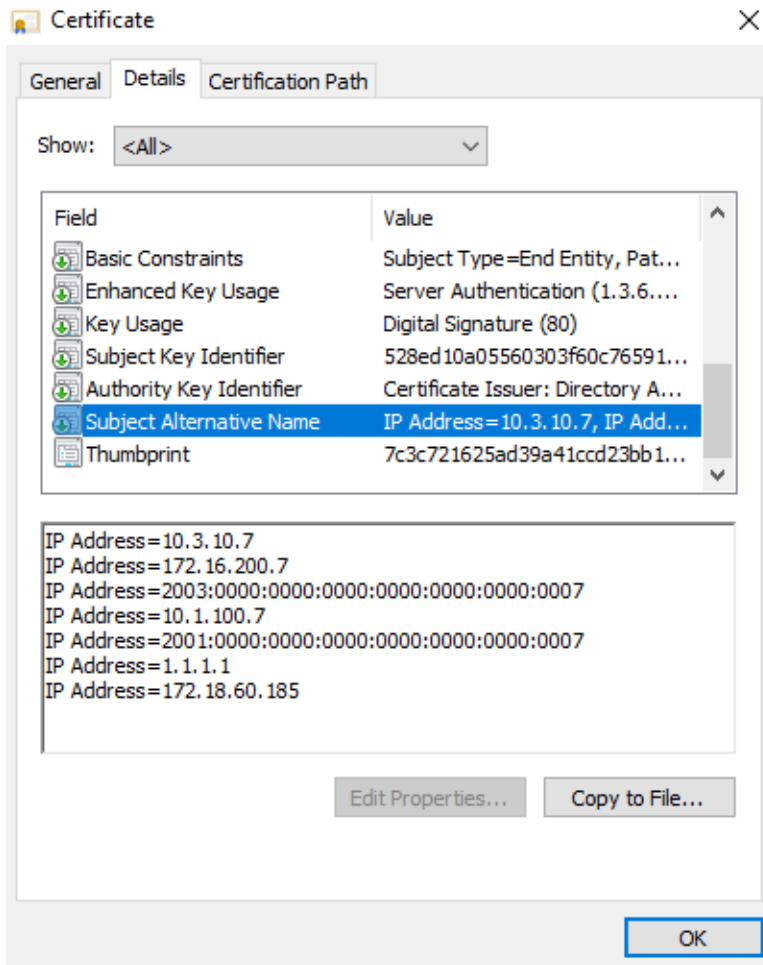 Certificate
General Details Certification Path
Show: <All>
Field Value
Basic Constraints Subject Type=End Entity, Pat...
Enhanced Key Usage Server Authentication (1.3.6....
Key Usage Digital Signature (80)
Subject Key Identifier 528ed10a05560303f60c76591...
Authority Key Identifier Certificate Issuer: Directory A...
Subject Alternative Name IP Address=10.3.10.7, IP Add...
Thumbprint 7c3c721625ad39a41ccd23bb1...
IP Address=10.3.10.7
IP Address=172.16.200.7
IP Address=2003:0000:0000:0000:0000:0000:0000:0007
IP Address=10.1.100.7
IP Address=2001:0000:0000:0000:0000:0000:0000:0007
IP Address=1.1.1.1
IP Address=172.18.60.185
Edit Properties... Copy to File...
OK